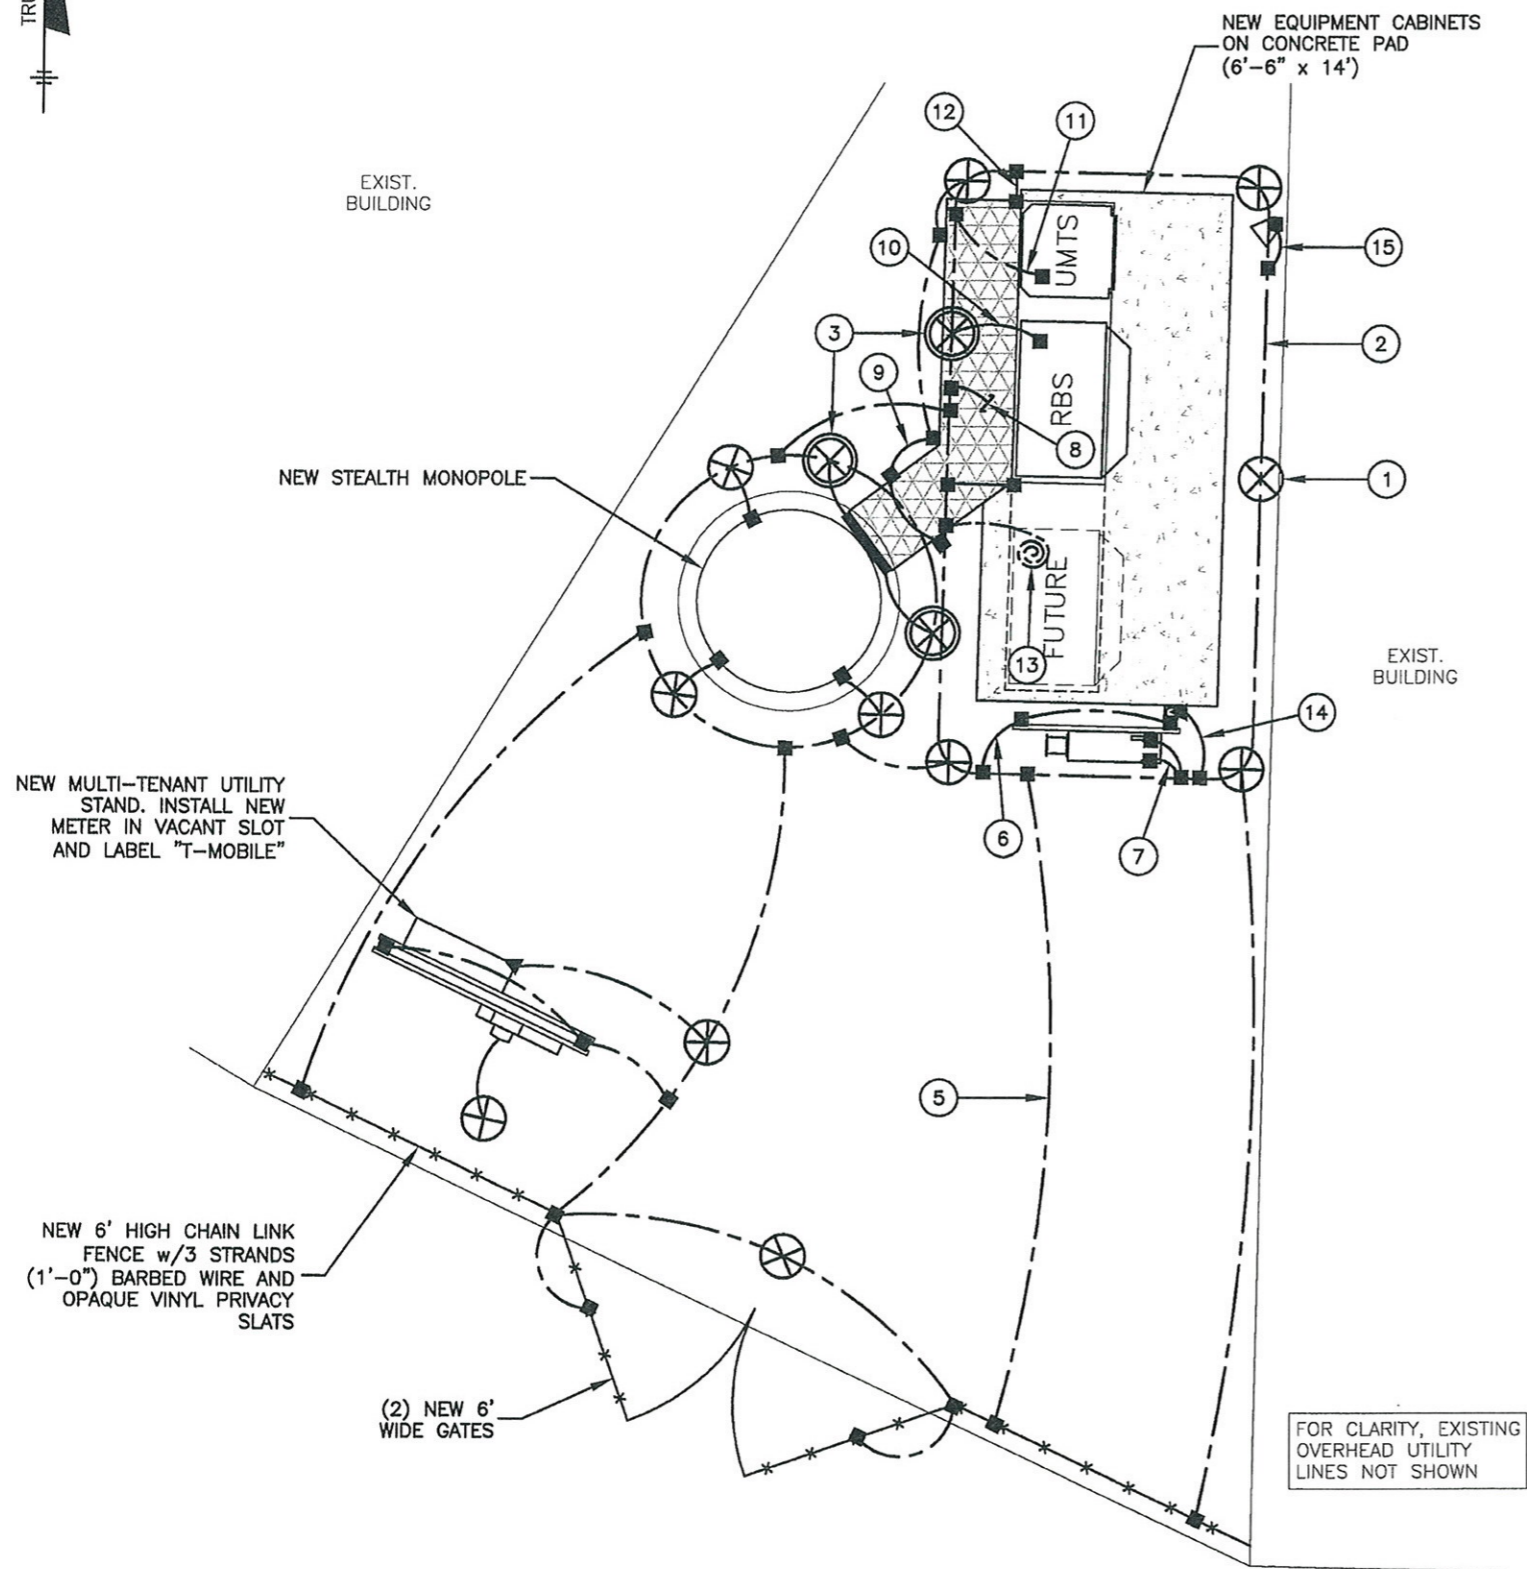 TRU
NEW EQUIPMENT CABINETS
ON CONCRETE PAD
(6'-6" x 14')
12
11
EXIST.
BUILDING
UMTS
10
15
3
2
9
RBS
8
NEW STEALTH MONOPOLE
1
FUTURE
13
EXIST.
BUILDING
14
NEW MULTI-TENANT UTILITY
STAND. INSTALL NEW
METER IN VACANT SLOT
AND LABEL "T-MOBILE"
6
7
5
NEW 6' HIGH CHAIN LINK
FENCE w/3 STRANDS
(1'-0") BARBED WIRE AND
OPAQUE VINYL PRIVACY
SLATS
(2) NEW 6'
WIDE GATES
FOR CLARITY, EXISTING
OVERHEAD UTILITY
LINES NOT SHOWN